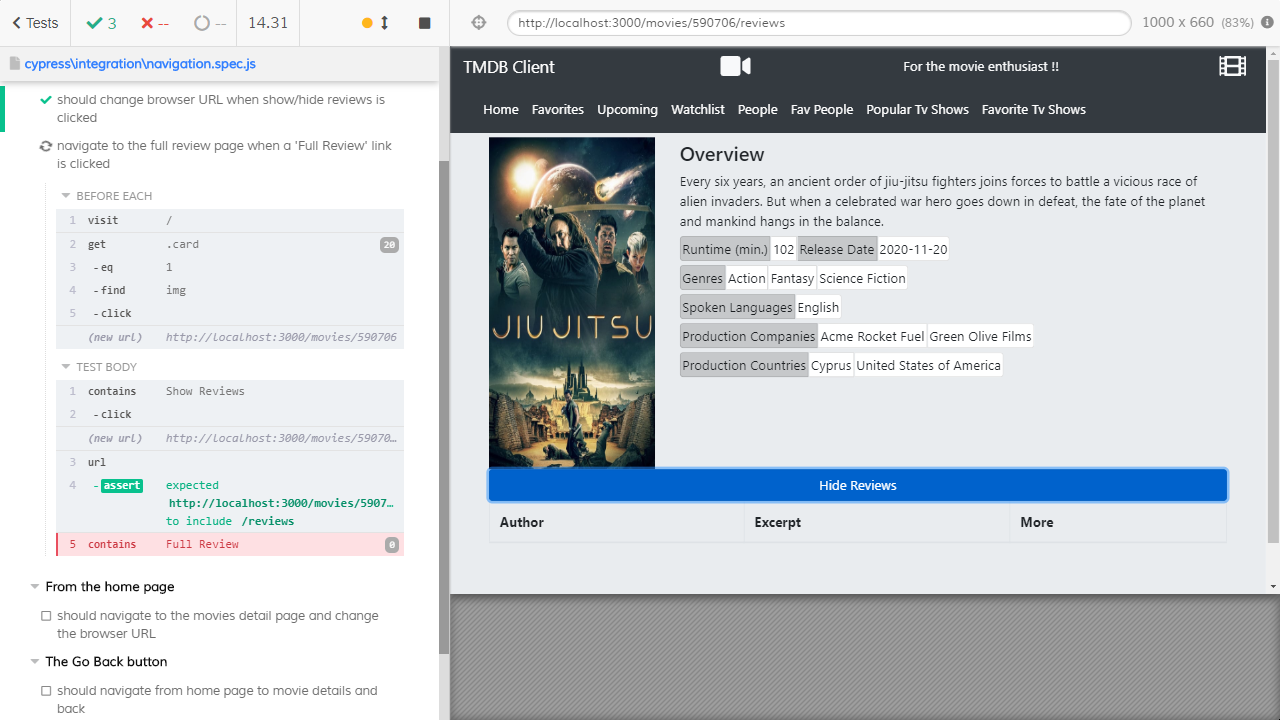 Tests
3
--
--
14.31
http://localhost:3000/movies/590706/reviews
1000 x 660 (83%)
cypress\integration\navigation.spec.js
should change browser URL when show/hide reviews is
clicked
navigate to the full review page when a 'Full Review' link
is clicked
BEFORE EACH
1 visit /
2 get .card 20
3 -eq 1
4 -find img
5 -click
(new url) http://localhost:3000/movies/590706
TEST BODY
1 contains Show Reviews
2 -click
(new url) http://localhost:3000/movies/59070…
3 url
4 -assert expected
http://localhost:3000/movies/5907…
to include /reviews
5 contains Full Review 0
From the home page
should navigate to the movies detail page and change
the browser URL
The Go Back button
should navigate from home page to movie details and
back
TMDB Client
For the movie enthusiast !!
Home Favorites Upcoming Watchlist People Fav People Popular Tv Shows Favorite Tv Shows
JIU JITSU
Overview
Every six years, an ancient order of jiu-jitsu fighters joins forces to battle a vicious race of
alien invaders. But when a celebrated war hero goes down in defeat, the fate of the planet
and mankind hangs in the balance.
Runtime (min.) 102 Release Date 2020-11-20
Genres Action Fantasy Science Fiction
Spoken Languages English
Production Companies Acme Rocket Fuel Green Olive Films
Production Countries Cyprus United States of America
Hide Reviews
Author Excerpt More